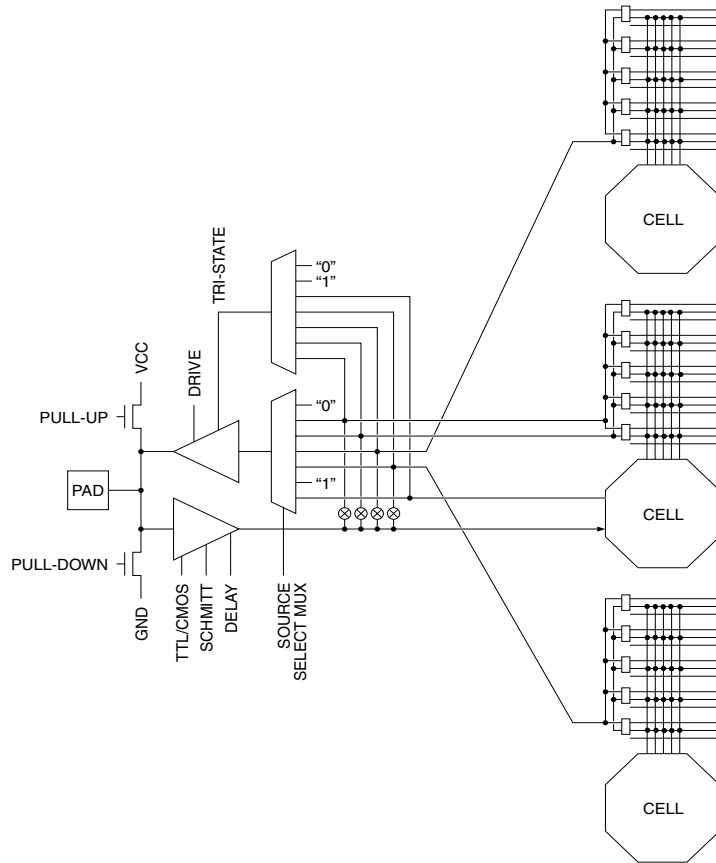 CELL
"0"
"1"
TRI-STATE
VCC
DRIVE
PULL-UP
"0"
PAD
"1"
CELL
PULL-DOWN
GND
TTL/CMOS
SCHMITT
DELAY
SOURCE
SELECT MUX
CELL